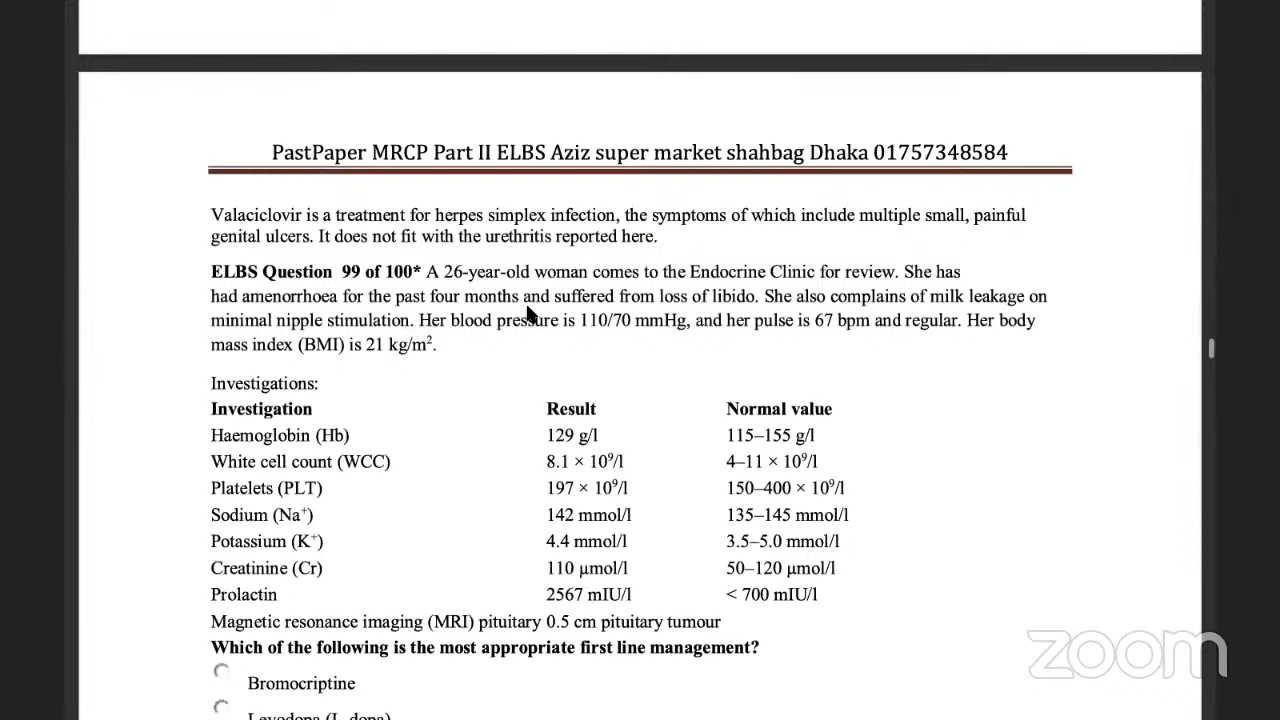 PastPaper MRCP Part II ELBS Aziz super market shahbag Dhaka 01757348584
Valaciclovir is a treatment for herpes simplex infection, the symptoms of which include multiple small, painful
genital ulcers. It does not fit with the urethritis reported here.
ELBS Question 99 of 100* A 26-year-old woman comes to the Endocrine Clinic for review. She has
had amenorrhoea for the past four months and suffered from loss of libido. She also complains of milk leakage on
minimal nipple stimulation. Her blood pressure is 110/70 mmHg, and her pulse is 67 bpm and regular. Her body
mass index (BMI) is 21 kg/m².
Investigations:
Investigation Result Normal value
Haemoglobin (Hb) 129 g/l 115–155 g/l
White cell count (WCC) 8.1 × 10⁹/l 4–11 × 10⁹/l
Platelets (PLT) 197 × 10⁹/l 150–400 × 10⁹/l
Sodium (Na⁺) 142 mmol/l 135–145 mmol/l
Potassium (K⁺) 4.4 mmol/l 3.5–5.0 mmol/l
Creatinine (Cr) 110 µmol/l 50–120 µmol/l
Prolactin 2567 mIU/l < 700 mIU/l
Magnetic resonance imaging (MRI) pituitary 0.5 cm pituitary tumour
Which of the following is the most appropriate first line management?
Bromocriptine
Levodopa (L-dopa)
zoom